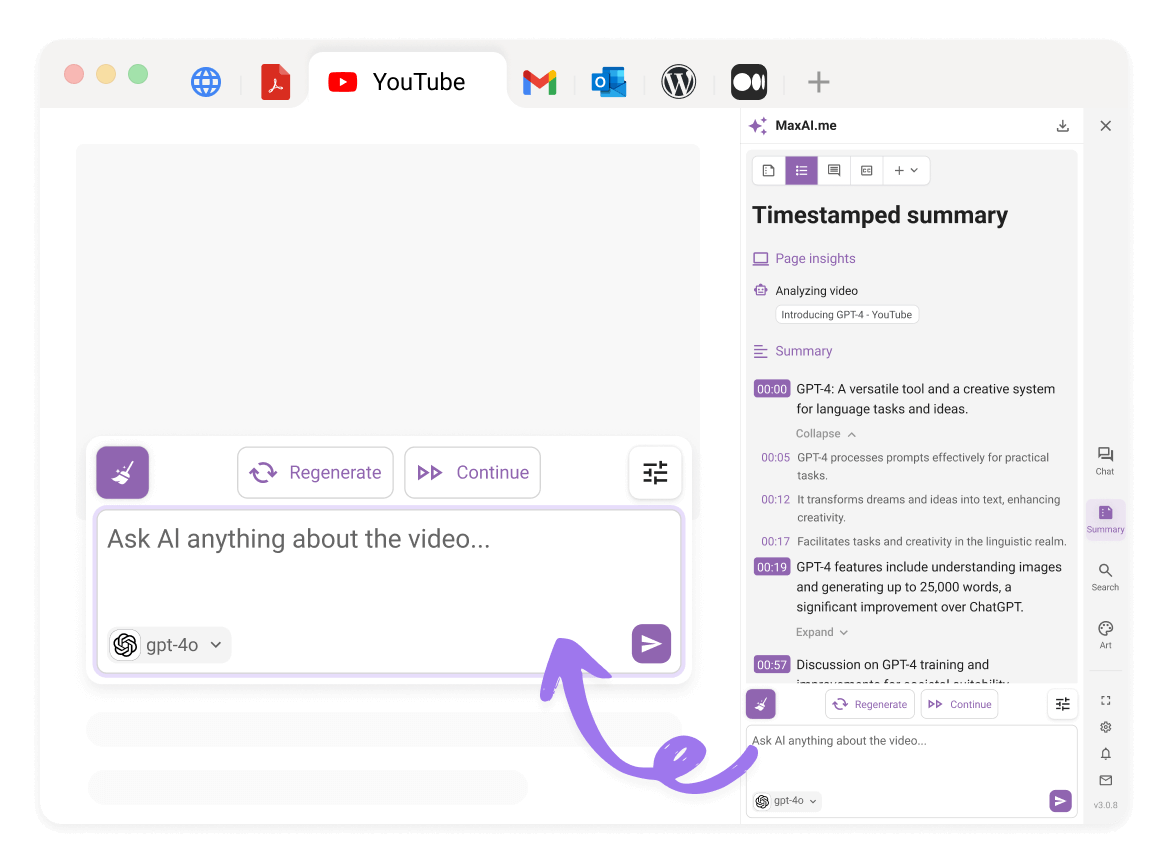 YouTube
MaxAI.me
Timestamped summary
Page insights
Analyzing video
Introducing GPT-4 - YouTube
Summary
00:00 GPT-4: A versatile tool and a creative system
for language tasks and ideas.
Collapse
00:05 GPT-4 processes prompts effectively for practical
tasks.
00:12 It transforms dreams and ideas into text, enhancing
creativity.
00:17 Facilitates tasks and creativity in the linguistic realm.
00:19 GPT-4 features include understanding images
and generating up to 25,000 words, a
significant improvement over ChatGPT.
Expand
00:57 Discussion on GPT-4 training and
improvements for societal suitability
Regenerate Continue
Ask AI anything about the video...
gpt-4o
Chat
Summary
Search
Art
v3.0.8
Regenerate Continue
Ask AI anything about the video...
gpt-4o